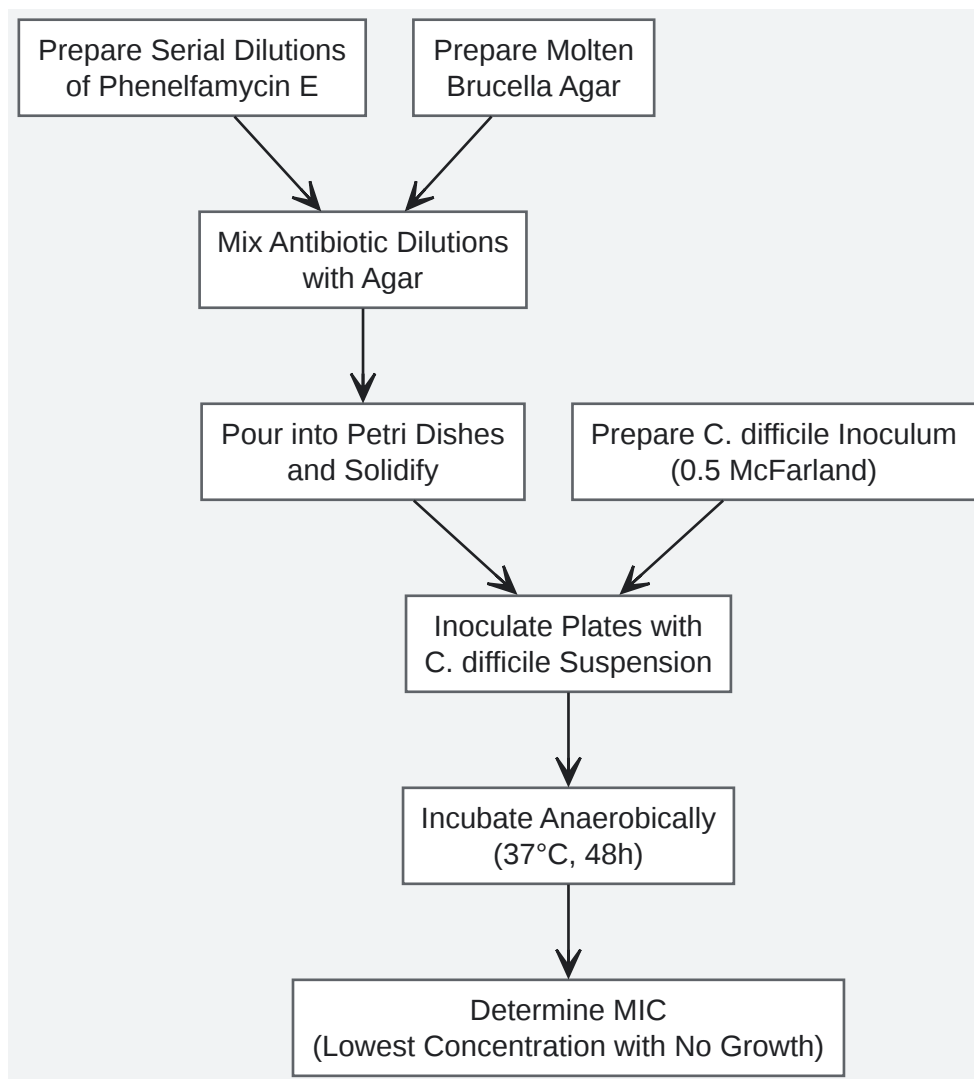 Prepare Serial Dilutions
of Phenelfamycin E
Prepare Molten
Brucella Agar
Mix Antibiotic Dilutions
with Agar
Pour into Petri Dishes
and Solidify
Prepare C. difficile Inoculum
(0.5 McFarland)
Inoculate Plates with
C. difficile Suspension
Incubate Anaerobically
(37°C, 48h)
Determine MIC
(Lowest Concentration with No Growth)